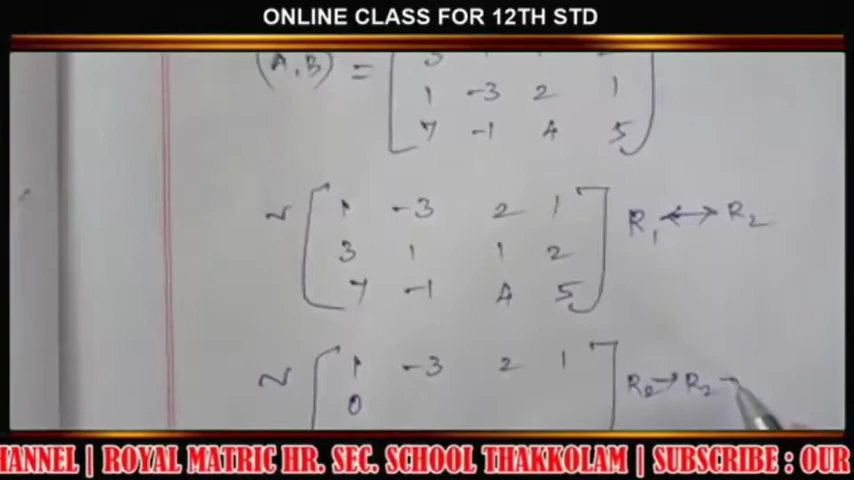 ONLINE CLASS FOR 12TH STD
(A,B) =
1 -3 2 1
7 -1 4 5
~ 1 -3 2 1 R₁ ↔ R₂
3 1 1 2
7 -1 4 5
~ 1 -3 2 1 R₂ → R₂ -
0
HANNEL | ROYAL MATRIC HR. SEC. SCHOOL THAKKOLAM | SUBSCRIBE : OUR